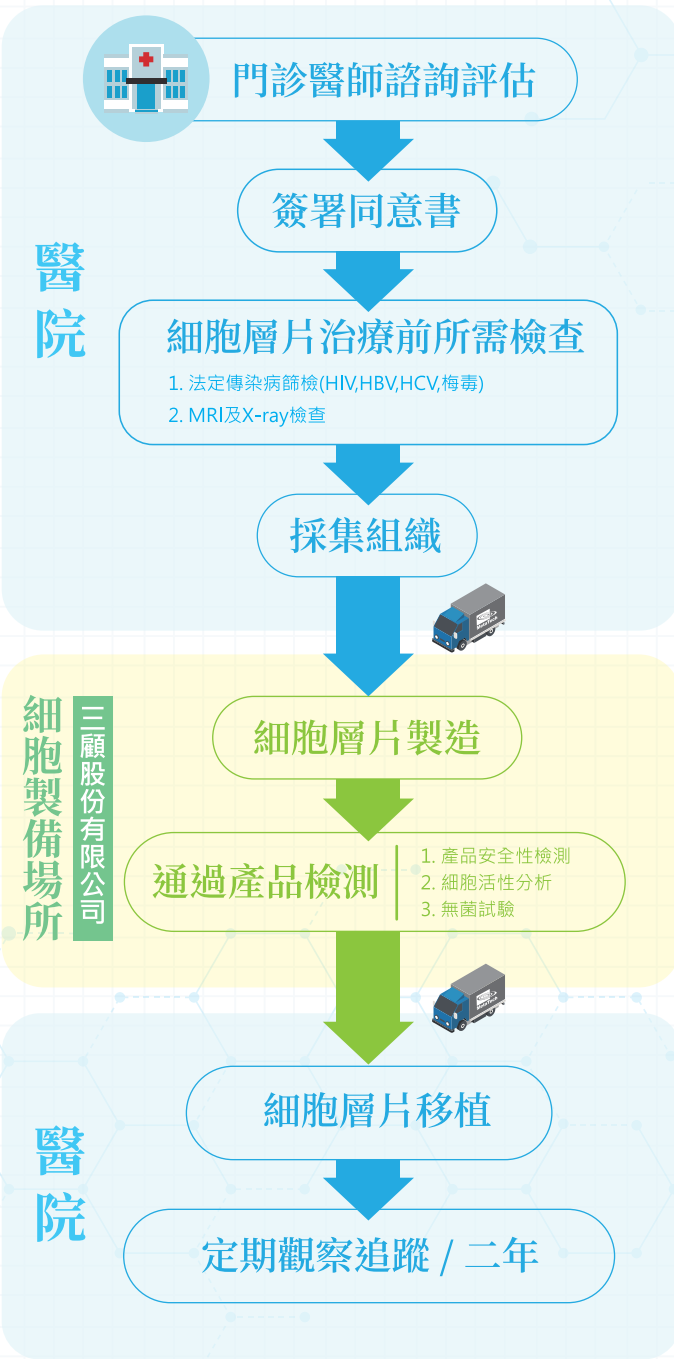 門診醫師諮詢評估
簽署同意書
醫院
細胞層片治療前所需檢查
1. 法定傳染病篩檢(HIV,HBV,HCV,梅毒)
2. MRI及X-ray檢查
採集組織
細胞製備場所
三顧股份有限公司
細胞層片製造
通過產品檢測
1. 產品安全性檢測
2. 細胞活性分析
3. 無菌試驗
醫院
細胞層片移植
定期觀察追蹤 / 二年